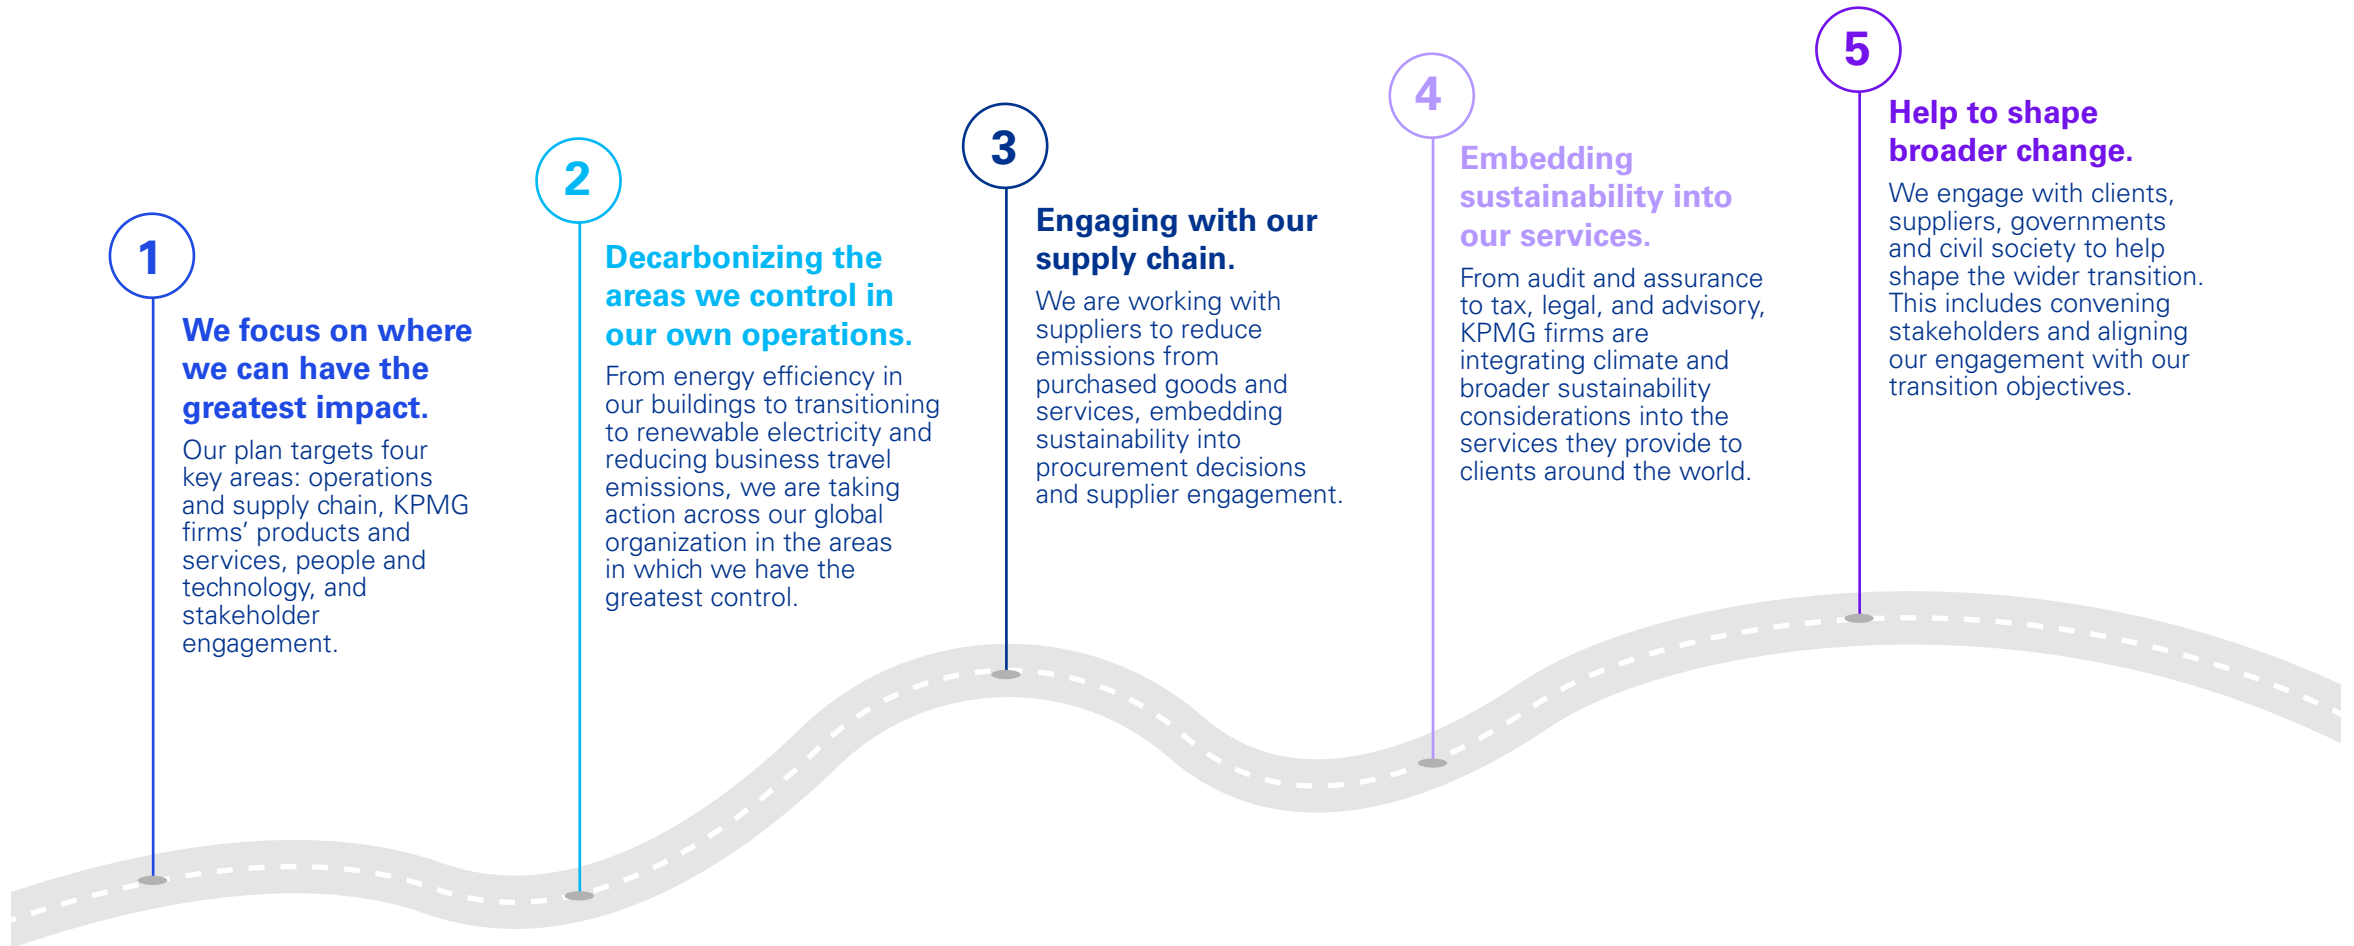 1
We focus on where
we can have the
greatest impact.
Our plan targets four
key areas: operations
and supply chain, KPMG
firms’ products and
services, people and
technology, and
stakeholder
engagement.
2
Decarbonizing the
areas we control in
our own operations.
From energy efficiency in
our buildings to transitioning
to renewable electricity and
reducing business travel
emissions, we are taking
action across our global
organization in the areas
in which we have the
greatest control.
3
Engaging with our
supply chain.
We are working with
suppliers to reduce
emissions from
purchased goods and
services, embedding
sustainability into
procurement decisions
and supplier engagement.
4
Embedding
sustainability into
our services.
From audit and assurance
to tax, legal, and advisory,
KPMG firms are
integrating climate and
broader sustainability
considerations into the
services they provide to
clients around the world.
5
Help to shape
broader change.
We engage with clients,
suppliers, governments
and civil society to help
shape the wider transition.
This includes convening
stakeholders and aligning
our engagement with our
transition objectives.